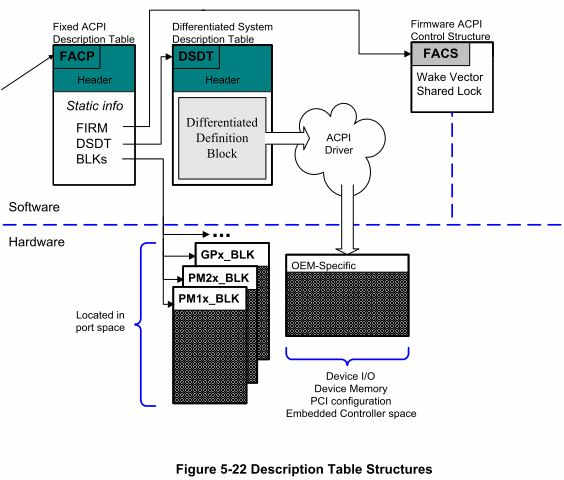 Fixed ACPI
Description Table
FACP
Header
Static info
FIRM
DSDT
BLKs
Differentiated System
Description Table
DSDT
Header
Differentiated
Definition
Block
ACPI
Driver
Firmware ACPI
Control Structure
FACS
Wake Vector
Shared Lock
Software
Hardware
...
GPx_BLK
PM2x_BLK
PM1x_BLK
Located in
port space
OEM-Specific
Device I/O
Device Memory
PCI configuration
Embedded Controller space
Figure 5-22 Description Table Structures